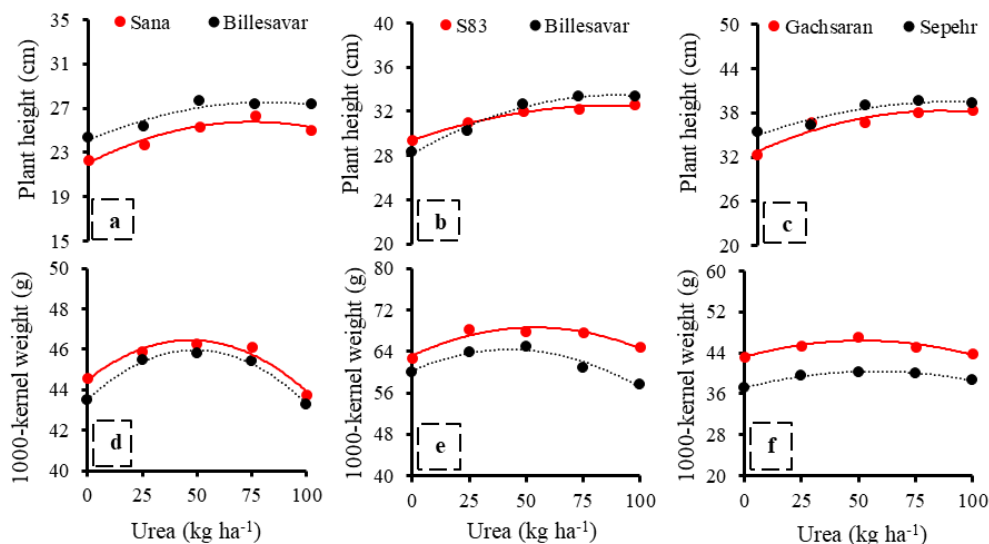 Sana Billesavar
Plant height (cm)
35
31
27
23
19
15
a
S83 Billesavar
Plant height (cm)
40
36
32
28
24
20
b
Gachsaran Sepehr
Plant height (cm)
50
44
38
32
26
20
c
1000-kernel weight (g)
50
48
46
44
42
40
d
0 25 50 75 100
Urea (kg ha-1)
1000-kernel weight (g)
80
72
64
56
48
40
e
0 25 50 75 100
Urea (kg ha-1)
1000-kernel weight (g)
60
52
44
36
28
20
f
0 25 50 75 100
Urea (kg ha-1)